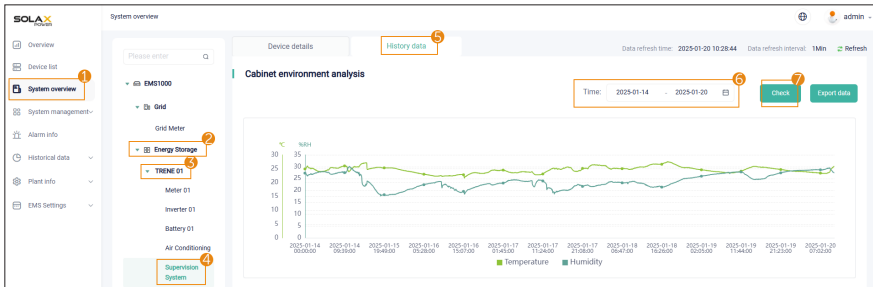 SOLAX
POWER
System overview
admin
Overview
Device list
1
System overview
System management
Alarm info
Historical data
Plant info
EMS Settings
Please enter
EMS1000
Grid
Grid Meter
2
Energy Storage
3
TRENE 01
Meter 01
Inverter 01
Battery 01
Air Conditioning
4
Supervision
System
Device details
History data
5
Data refresh time: 2025-01-20 10:28:44 Data refresh interval: 1Min Refresh
Cabinet environment analysis
6
7
Time: 2025-01-14 - 2025-01-20
Check
Export data
℃ %RH
30 35
25 30
20 25
20
15 15
10 10
5 5
0 0
2025-01-14 2025-01-14 2025-01-15 2025-01-16 2025-01-16 2025-01-17 2025-01-17 2025-01-17 2025-01-18 2025-01-18 2025-01-19 2025-01-19 2025-01-19 2025-01-20
00:00:00 09:39:00 19:49:00 05:28:00 15:07:00 01:45:00 11:24:00 21:08:00 06:47:00 16:26:00 02:05:00 11:44:00 21:23:00 07:02:00
Temperature Humidity